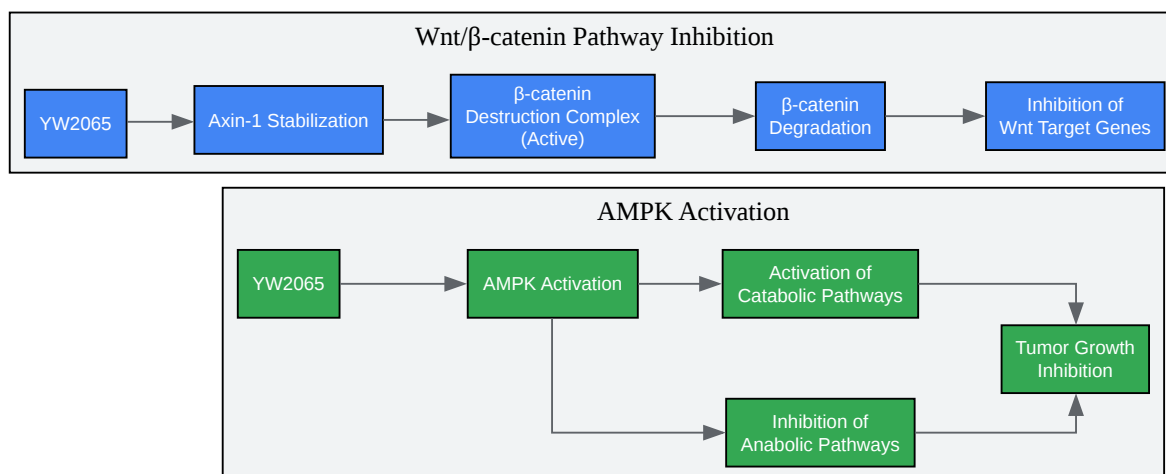 Wnt/β-catenin Pathway Inhibition
YW2065
Axin-1 Stabilization
β-catenin
Destruction Complex
(Active)
β-catenin
Degradation
Inhibition of
Wnt Target Genes
AMPK Activation
YW2065
AMPK Activation
Activation of
Catabolic Pathways
Tumor Growth
Inhibition
Inhibition of
Anabolic Pathways